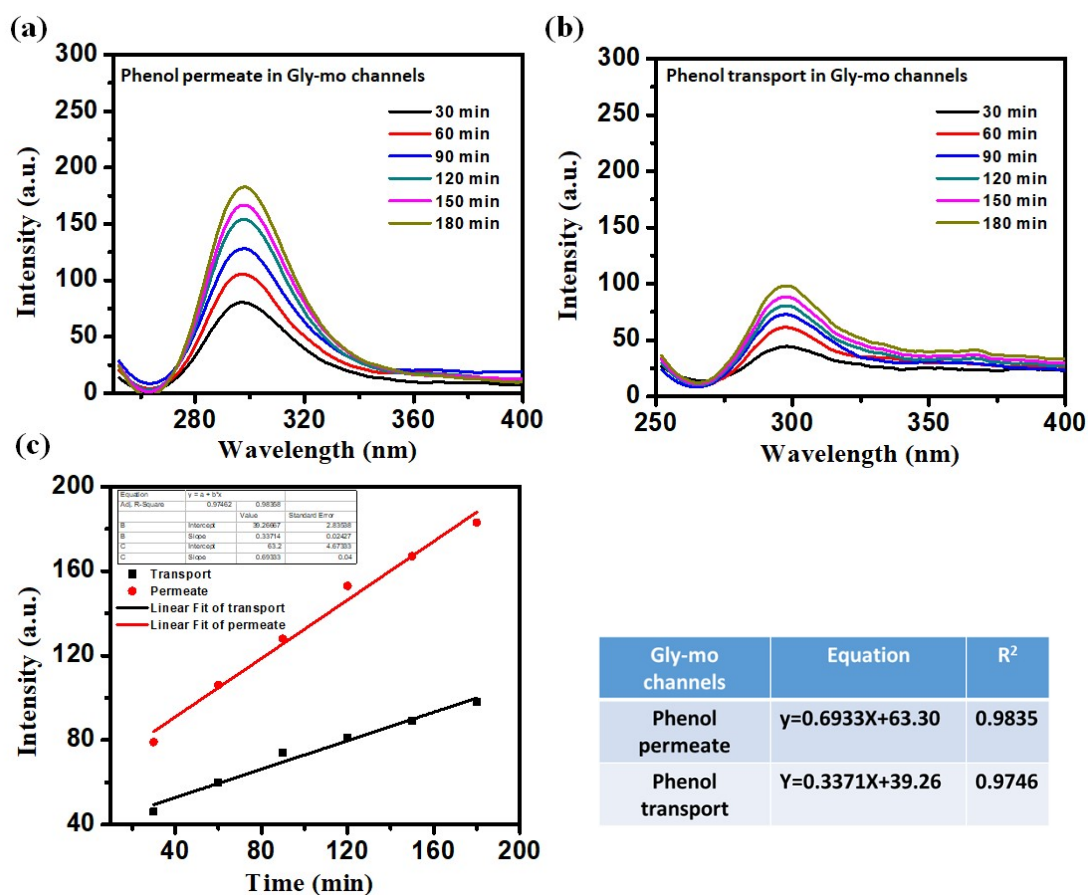 (a)
300
250
200
150
100
50
0
Intensity (a.u.)
Phenol permeate in Gly-mo channels
30 min
60 min
90 min
120 min
150 min
180 min
280 320 360 400
Wavelength (nm)
(b)
300
250
200
150
100
50
0
Intensity (a.u.)
Phenol transport in Gly-mo channels
30 min
60 min
90 min
120 min
150 min
180 min
250 300 350 400
Wavelength (nm)
(c)
200
160
120
80
40
Intensity (a.u.)
Equation y = a + b*x
Adj. R-Square 0.97462 0.98358
Value Standard Error
B Intercept 39.26667 2.83538
B Slope 0.33714 0.02427
C Intercept 63.2 4.67333
C Slope 0.69333 0.04
Transport
Permeate
Linear Fit of transport
Linear Fit of permeate
40 80 120 160 200
Time (min)
Gly-mo channels Equation R²
Phenol permeate y=0.6933X+63.30 0.9835
Phenol transport Y=0.3371X+39.26 0.9746